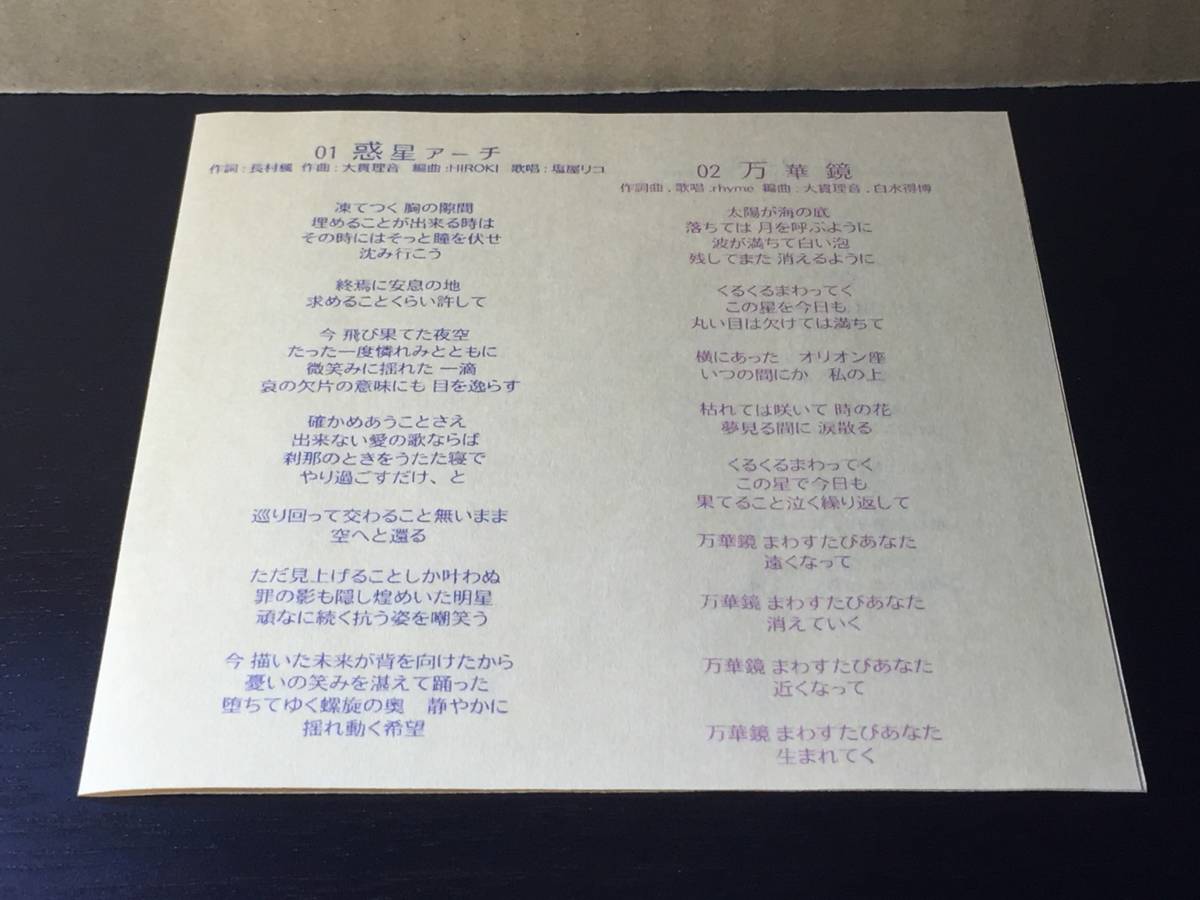 01 惑星アーチ
作詞：長村楓 作曲：大貫理音 編曲:HIROKI 歌唱：塩屋リコ
凍てつく 胸の隙間
埋めることが出来る時は
その時にはそっと瞳を伏せ
沈み行こう
終焉に安息の地
求めることくらい許して
今 飛び果てた夜空
たった一度憐れみとともに
微笑みに揺れた 一滴
哀の欠片の意味にも 目を逸らす
確かめあうことさえ
出来ない愛の歌ならば
刹那のときをうたた寝で
やり過ごすだけ、と
巡り回って交わること無いまま
空へと還る
ただ見上げることしか叶わぬ
罪の影も隠し煌めいた明星
頑なに続く抗う姿を嘲笑う
今 描いた未来が背を向けたから
憂いの笑みを湛えて踊った
堕ちてゆく螺旋の奥　静やかに
揺れ動く希望
02 万華鏡
作詞曲，歌唱:rhyme 編曲：大貫理音，白水得博
太陽が海の底
落ちては 月を呼ぶように
波が満ちて白い泡
残してまた 消えるように
くるくるまわってく
この星を今日も
丸い目は欠けては満ちて
横にあった　オリオン座
いつの間にか　私の上
枯れては咲いて 時の花
夢見る間に 涙散る
くるくるまわってく
この星で今日も
果てること泣く繰り返して
万華鏡 まわすたびあなた
遠くなって
万華鏡 まわすたびあなた
消えていく
万華鏡 まわすたびあなた
近くなって
万華鏡 まわすたびあなた
生まれてく